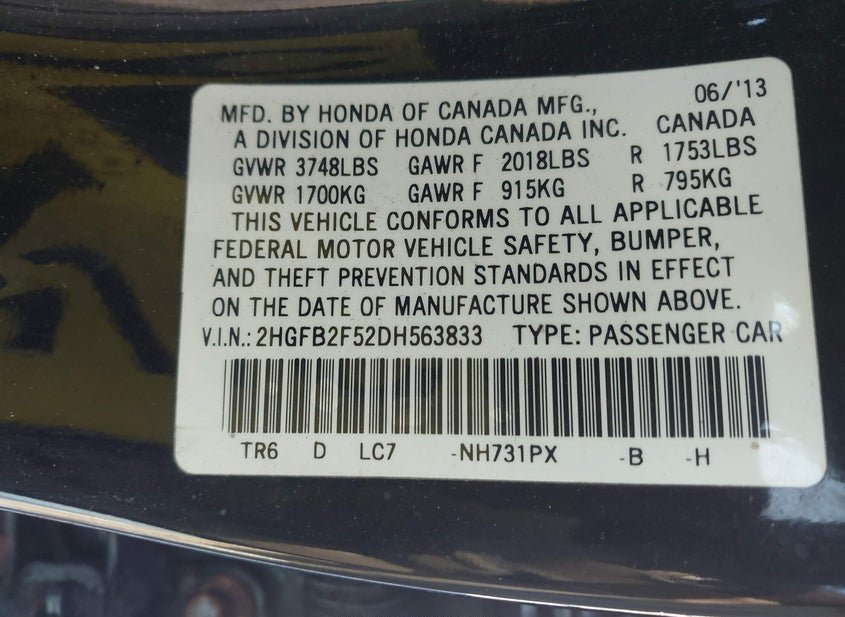 06/'13
MFD. BY HONDA OF CANADA MFG.,
A DIVISION OF HONDA CANADA INC. CANADA
GVWR 3748LBS GAWR F 2018LBS R 1753LBS
GVWR 1700KG GAWR F 915KG R 795KG
THIS VEHICLE CONFORMS TO ALL APPLICABLE
FEDERAL MOTOR VEHICLE SAFETY, BUMPER,
AND THEFT PREVENTION STANDARDS IN EFFECT
ON THE DATE OF MANUFACTURE SHOWN ABOVE.
V.I.N.: 2HGFB2F52DH563833 TYPE: PASSENGER CAR
TR6 D LC7 -NH731PX -B -H